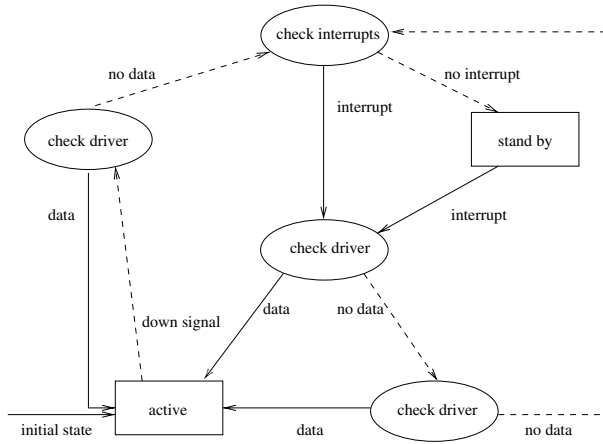 check interrupts
no data
no interrupt
interrupt
check driver
stand by
data
interrupt
check driver
data
no data
down signal
active
check driver
initial state
data
no data